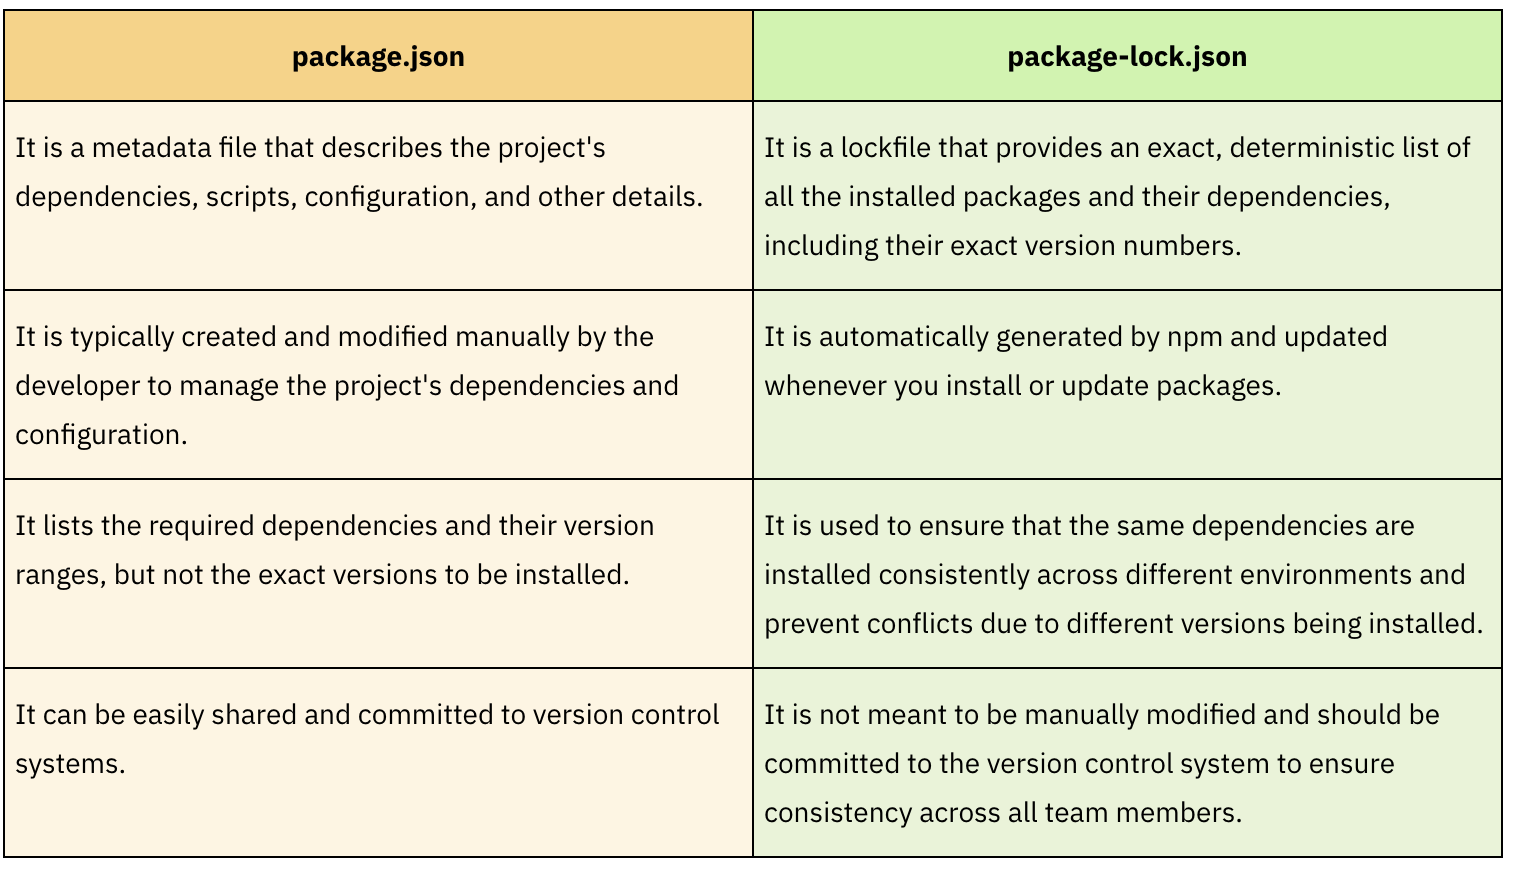 package.json
package-lock.json
It is a metadata file that describes the project's
dependencies, scripts, configuration, and other details.
It is a lockfile that provides an exact, deterministic list of
all the installed packages and their dependencies,
including their exact version numbers.
It is typically created and modified manually by the
developer to manage the project's dependencies and
configuration.
It is automatically generated by npm and updated
whenever you install or update packages.
It lists the required dependencies and their version
ranges, but not the exact versions to be installed.
It is used to ensure that the same dependencies are
installed consistently across different environments and
prevent conflicts due to different versions being installed.
It can be easily shared and committed to version control
systems.
It is not meant to be manually modified and should be
committed to the version control system to ensure
consistency across all team members.